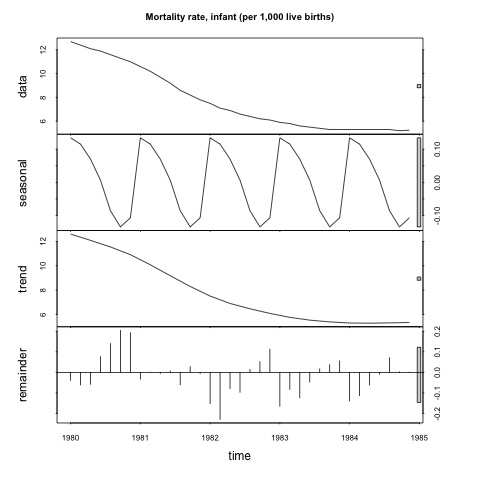 Mortality rate, infant (per 1,000 live births)
data
6 8 10 12
seasonal
-0.10 0.00 0.10
trend
6 8 10 12
remainder
-0.2 -0.1 0.0 0.1 0.2
1980 1981 1982 1983 1984 1985
time